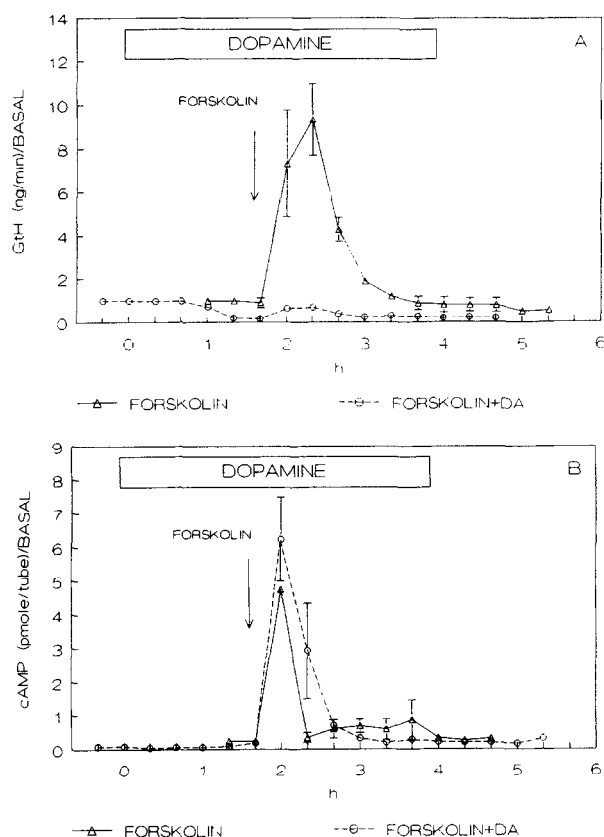 14
12
10
8
6
4
2
0
GtH (ng/min)/BASAL
DOPAMINE
A
FORSKOLIN
0 1 2 3 4 5 6
h
FORSKOLIN FORSKOLIN+DA
9
8
7
6
5
4
3
2
1
0
cAMP (pmole/tube)/BASAL
DOPAMINE
B
FORSKOLIN
0 1 2 3 4 5 6
h
FORSKOLIN FORSKOLIN+DA